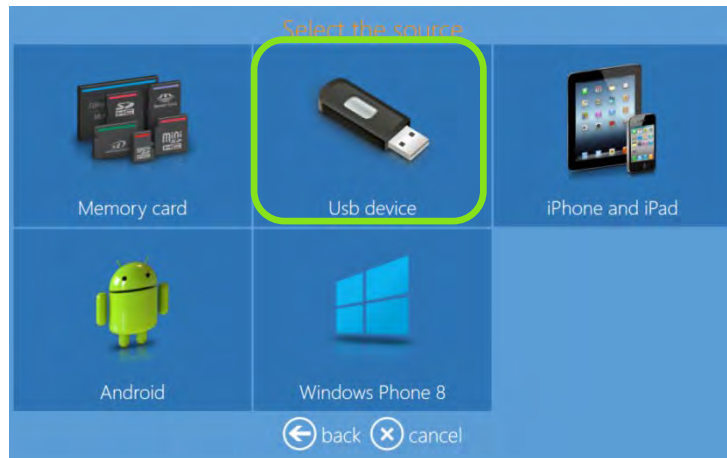 Select the source
Memory card
Usb device
iPhone and iPad
Android
Windows Phone 8
back cancel